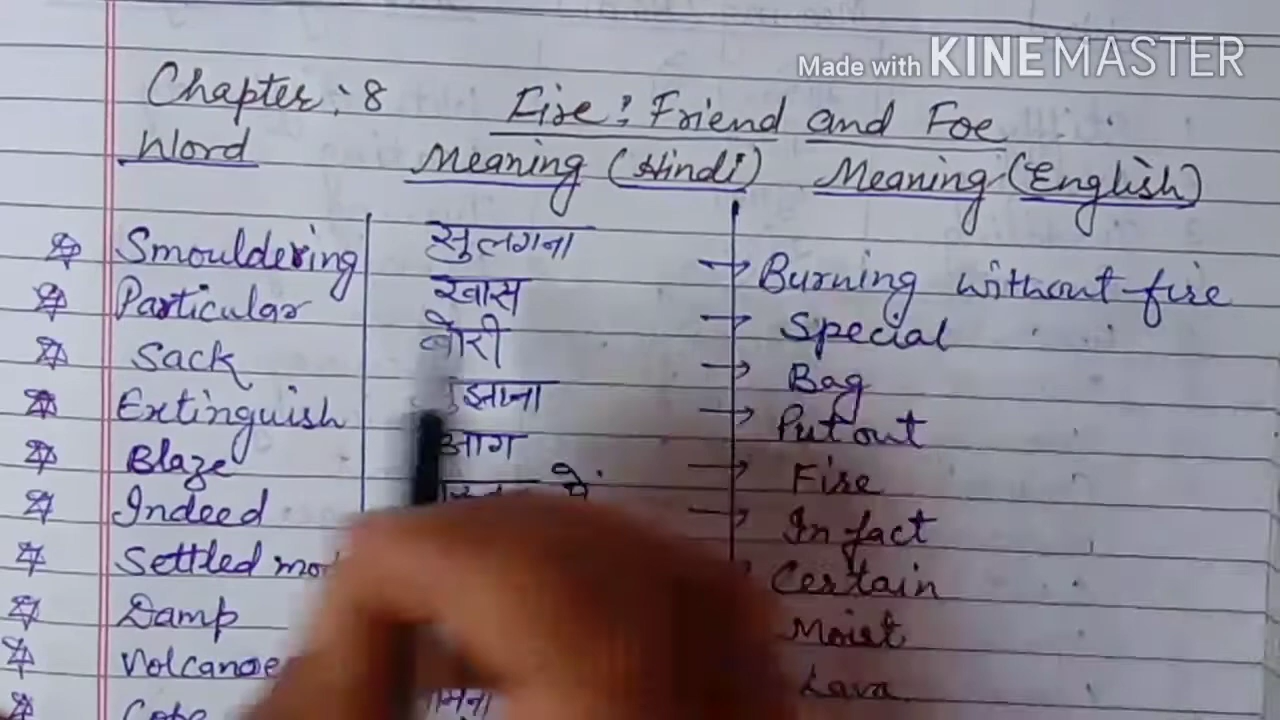 Made with KINEMASTER
Chapter: 8 Fire: Friend and Foe
Word Meaning (Hindi) Meaning (English)
Smouldering सुलगना → Burning without fire
Particular खास → Special
Sack बोरी → Bag
Extinguish → Put out
Blaze आग → Fire
Indeed → In fact
Settled Certain
Damp Moist
Lava